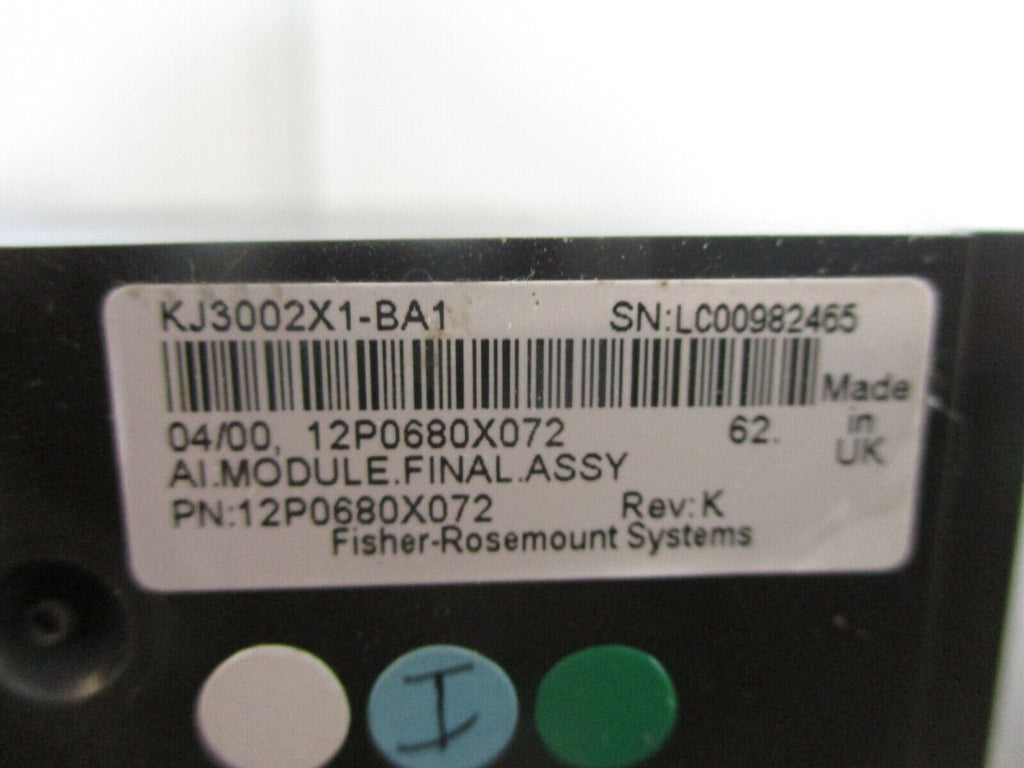 KJ3002X1-BA1 SN:LC00982465
Made
04/00, 12P0680X072 62. in
UK
AI.MODULE.FINAL.ASSY
PN:12P0680X072 Rev:K
Fisher-Rosemount Systems
I